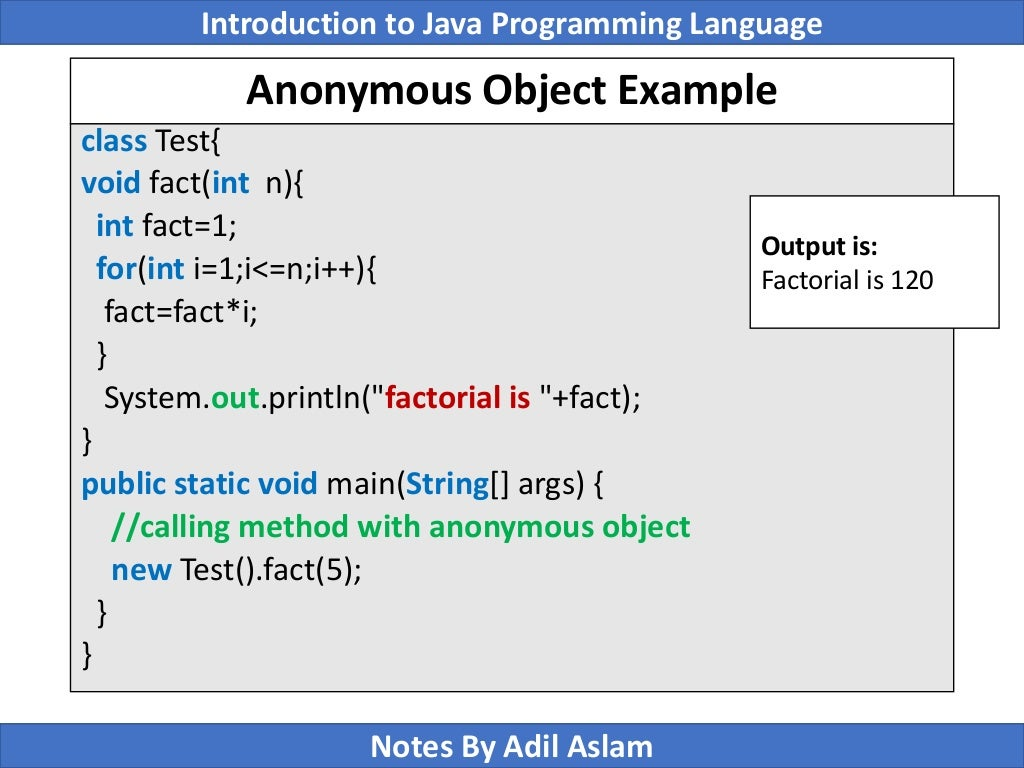 Introduction to Java Programming Language
Anonymous Object Example
class Test{
void fact(int  n){
int fact=1;
for(int i=1;i<=n;i++){
fact=fact*i;
}
System.out.println("factorial is "+fact);
}
public static void main(String[] args) {
//calling method with anonymous object
new Test().fact(5);
}
}
Output is:
Factorial is 120
Notes By Adil Aslam